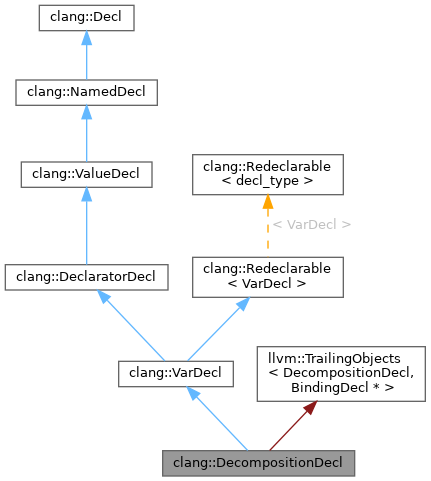 clang::Decl
clang::NamedDecl
clang::ValueDecl
clang::Redeclarable
< decl_type >
< VarDecl >
clang::DeclaratorDecl
clang::Redeclarable
< VarDecl >
clang::VarDecl
llvm::TrailingObjects
< DecompositionDecl,
BindingDecl * >
clang::DecompositionDecl